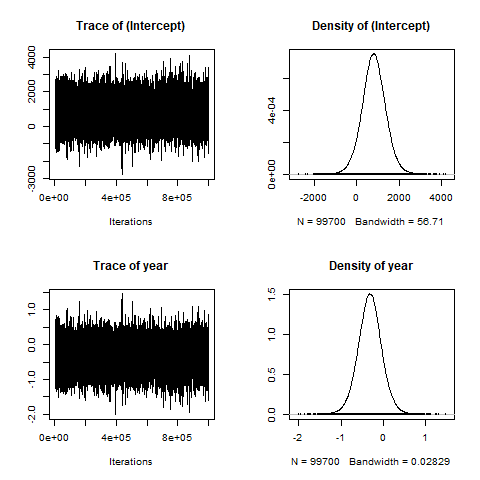 Trace of (Intercept)
-3000 0 2000 4000
0e+00 4e+05 8e+05
Iterations
Density of (Intercept)
0e+00 4e-04
-2000 0 2000 4000
N = 99700 Bandwidth = 56.71
Trace of year
-2.0 -1.0 0.0 1.0
0e+00 4e+05 8e+05
Iterations
Density of year
0.0 0.5 1.0 1.5
-2 -1 0 1
N = 99700 Bandwidth = 0.02829